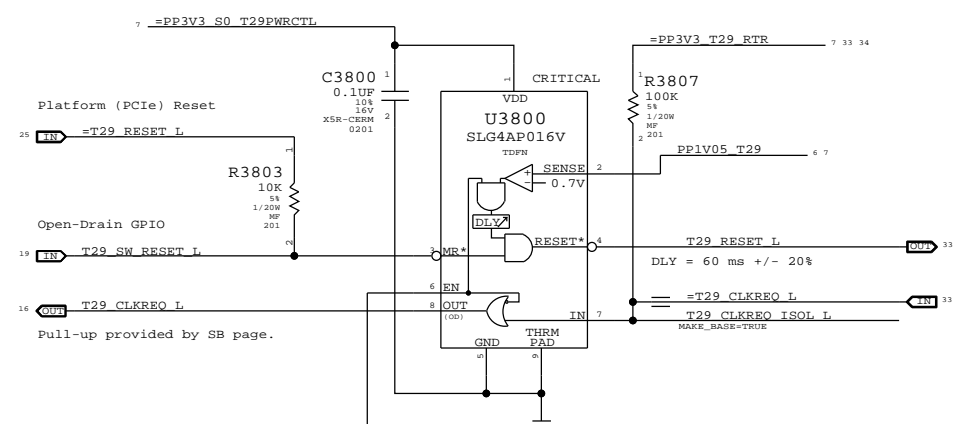 7 =PP3V3_S0_T29PWRCTL
=PP3V3_T29_RTR 7 33 34
C3800 1
0.1UF
10%
16V
X5R-CERM 2
0201
1 CRITICAL
VDD
U3800
SLG4AP016V
TDFN
1 R3807
100K
5%
1/20W
MF
2 201
Platform (PCIe) Reset
25 IN =T29_RESET_L
1
R3803
10K
5%
1/20W
MF
201
2
PP1V05_T29 6 7
SENSE 2
+
- 0.7V
DLY
Open-Drain GPIO
19 IN T29_SW_RESET_L 3 MR*
RESET* 4 T29_RESET_L OUT 33
DLY = 60 ms +/- 20%
6 EN
16 OUT T29_CLKREQ_L 8 OUT
(OD)
=T29_CLKREQ_L IN 33
IN 7 T29_CLKREQ_ISOL_L
MAKE_BASE=TRUE
Pull-up provided by SB page.
GND THRM
PAD
5 9